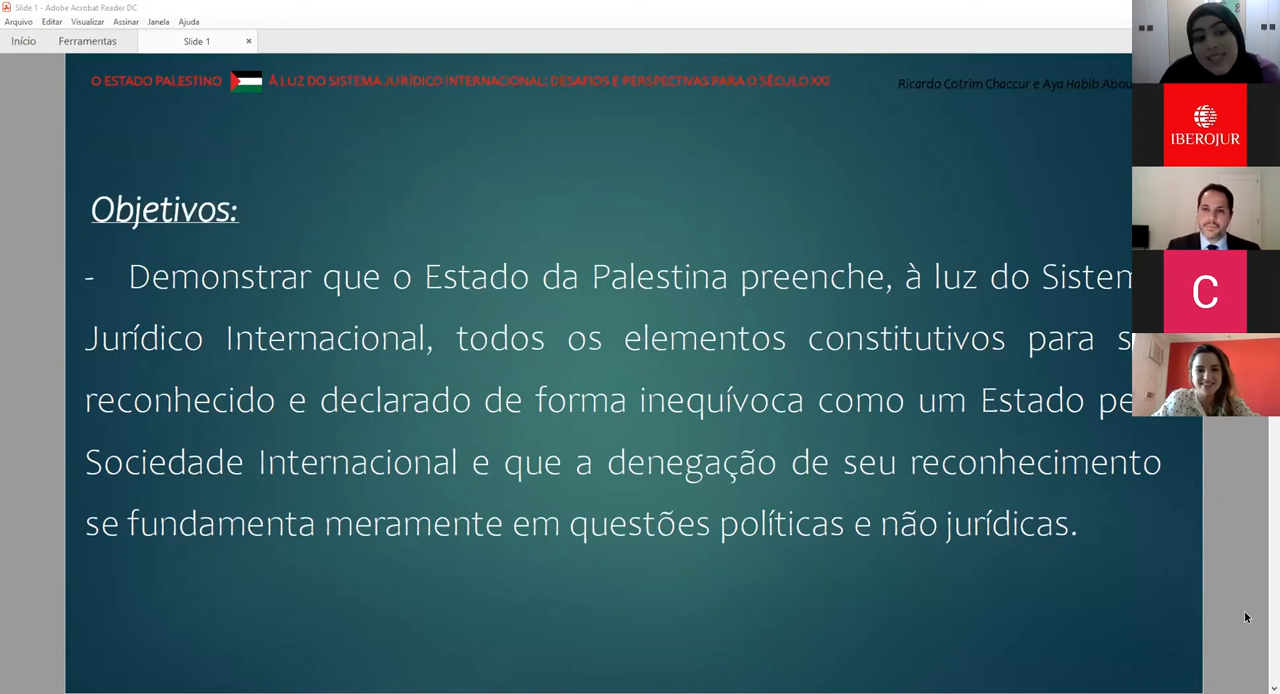 Slide 1 - Adobe Acrobat Reader DC
Arquivo Editar Visualizar Assinar Janela Ajuda
Início Ferramentas Slide 1 ×
O ESTADO PALESTINO À LUZ DO SISTEMA JURÍDICO INTERNACIONAL: DESAFIOS E PERSPECTIVAS PARA O SÉCULO XXI
Ricardo Cotrim Chaccur e Aya Habib Abou
IBEROJUR
Objetivos:
- Demonstrar que o Estado da Palestina preenche, à luz do Sistem
Jurídico Internacional, todos os elementos constitutivos para s
reconhecido e declarado de forma inequívoca como um Estado pe
Sociedade Internacional e que a denegação de seu reconhecimento
se fundamenta meramente em questões políticas e não jurídicas.
C